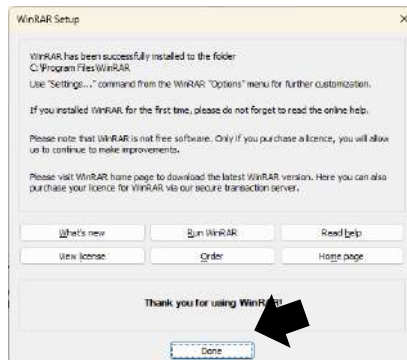 WinRAR Setup
WinRAR has been successfully installed to the folder
C:\Program Files\WinRAR
Use "Settings..." command from the WinRAR "Options" menu for further customization.
If you installed WinRAR for the first time, please do not forget to read the online help.
Please note that WinRAR is not free software. Only if you purchase a licence, you will allow
us to continue to make improvements.
Please visit WinRAR home page to download the latest WinRAR version. Here you can also
purchase your licence for WinRAR via our secure transaction server.
What's new Run WinRAR Read help
View license Order Home page
Thank you for using WinRAR!
Done